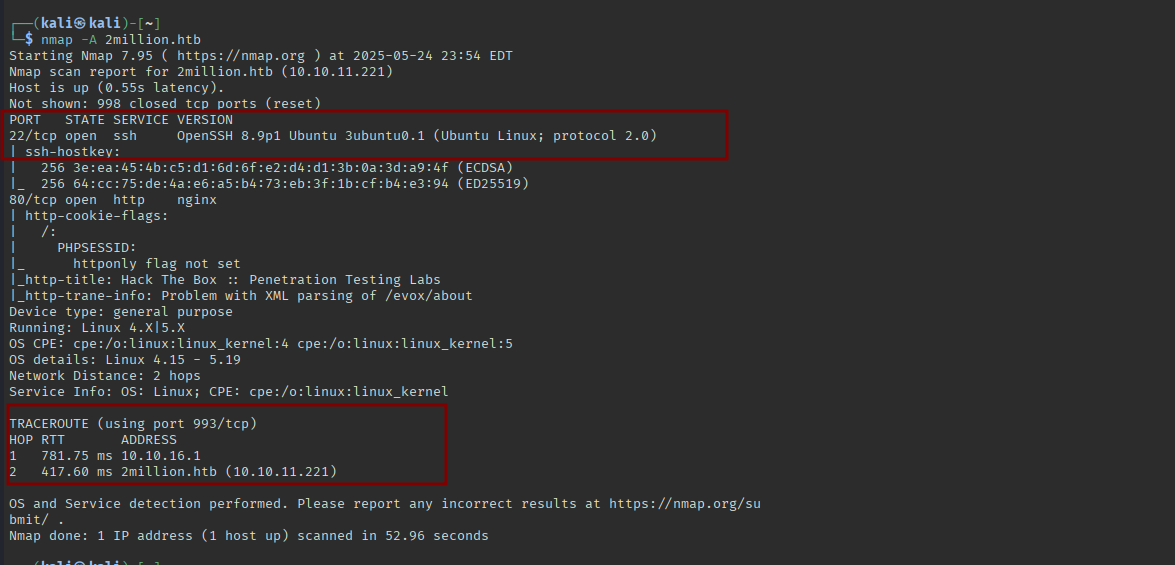 ┌──(kali㉿kali)-[~]
└─$ nmap -A 2million.htb
Starting Nmap 7.95 ( https://nmap.org ) at 2025-05-24 23:54 EDT
Nmap scan report for 2million.htb (10.10.11.221)
Host is up (0.55s latency).
Not shown: 998 closed tcp ports (reset)
PORT   STATE SERVICE VERSION
22/tcp open  ssh     OpenSSH 8.9p1 Ubuntu 3ubuntu0.1 (Ubuntu Linux; protocol 2.0)
| ssh-hostkey:
|   256 3e:ea:45:4b:c5:d1:6d:6f:e2:d4:d1:3b:0a:3d:a9:4f (ECDSA)
|_  256 64:cc:75:de:4a:e6:a5:b4:73:eb:3f:1b:cf:b4:e3:94 (ED25519)
80/tcp open  http    nginx
| http-cookie-flags:
|   /:
|     PHPSESSID:
|_      httponly flag not set
|_http-title: Hack The Box :: Penetration Testing Labs
|_http-trane-info: Problem with XML parsing of /evox/about
Device type: general purpose
Running: Linux 4.X|5.X
OS CPE: cpe:/o:linux:linux_kernel:4 cpe:/o:linux:linux_kernel:5
OS details: Linux 4.15 - 5.19
Network Distance: 2 hops
Service Info: OS: Linux; CPE: cpe:/o:linux:linux_kernel
TRACEROUTE (using port 993/tcp)
HOP RTT       ADDRESS
1   781.75 ms 10.10.16.1
2   417.60 ms 2million.htb (10.10.11.221)
OS and Service detection performed. Please report any incorrect results at https://nmap.org/su
bmit/ .
Nmap done: 1 IP address (1 host up) scanned in 52.96 seconds